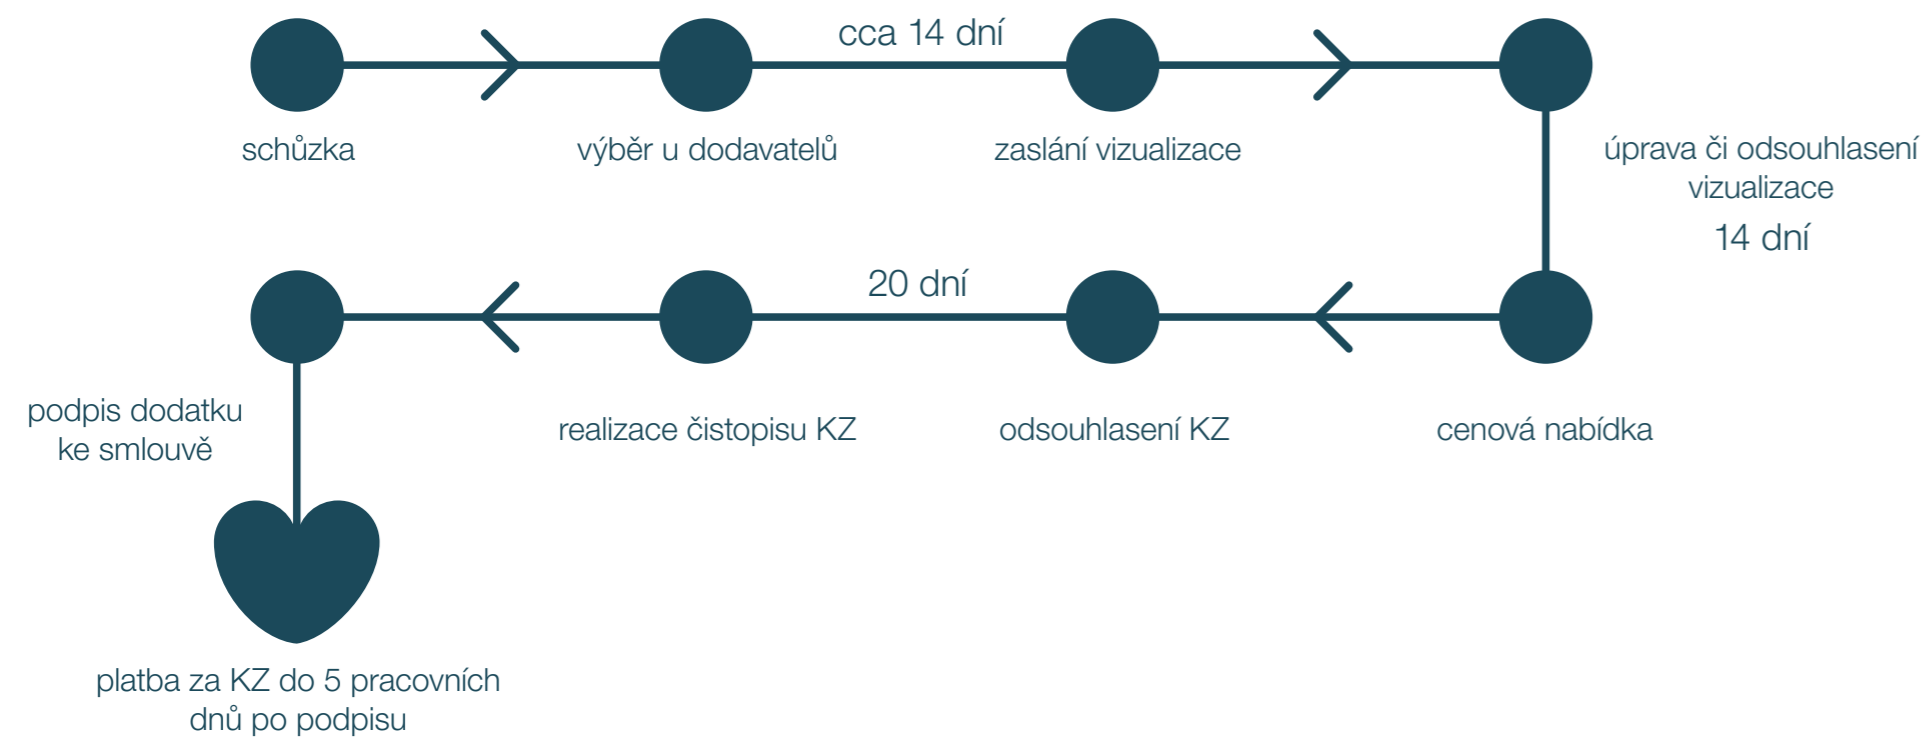 cca 14 dní
schůzka
výběr u dodavatelů
zaslání vizualizace
úprava či odsouhlasení
vizualizace
14 dní
20 dní
podpis dodatku
ke smlouvě
realizace čistopisu KZ
odsouhlasení KZ
cenová nabídka
platba za KZ do 5 pracovních
dnů po podpisu